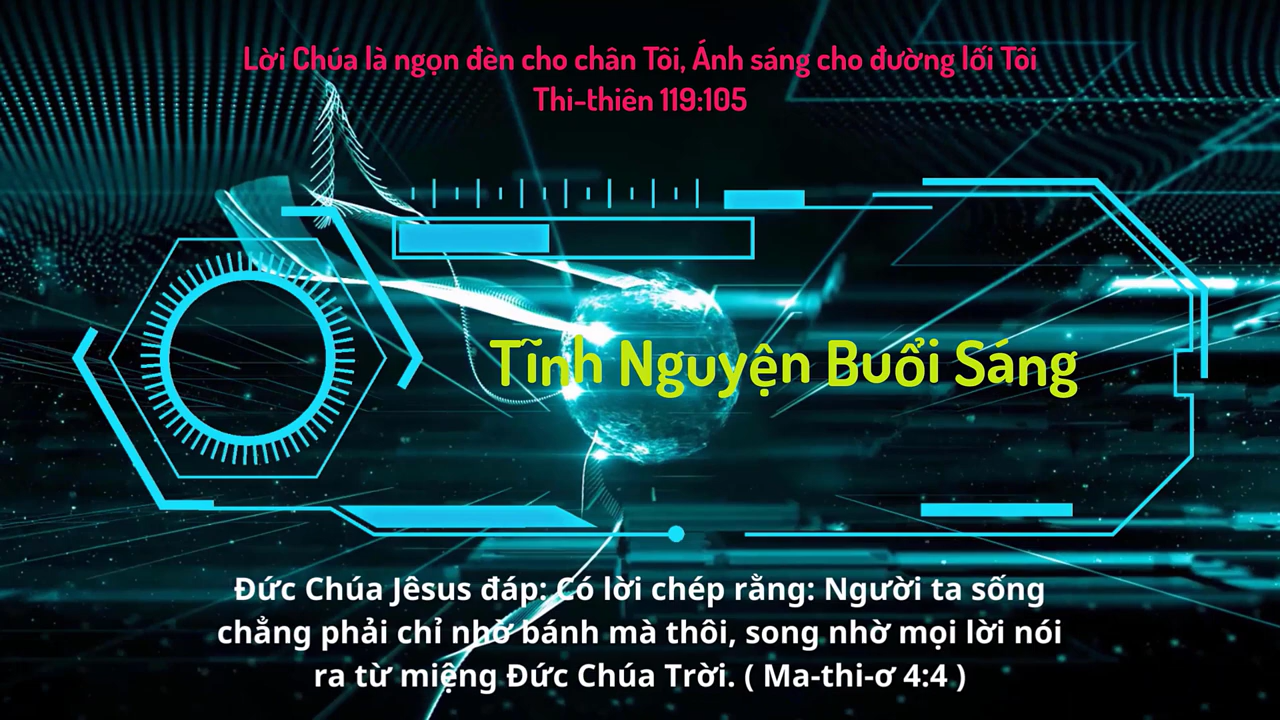 Lời Chúa là ngọn đèn cho chân Tôi, Ánh sáng cho đường lối Tôi
Thi-thiên 119:105
Tĩnh Nguyện Buổi Sáng
Đức Chúa Jêsus đáp: Có lời chép rằng: Người ta sống
chẳng phải chỉ nhờ bánh mà thôi, song nhờ mọi lời nói
ra từ miệng Đức Chúa Trời. ( Ma-thi-ơ 4:4 )